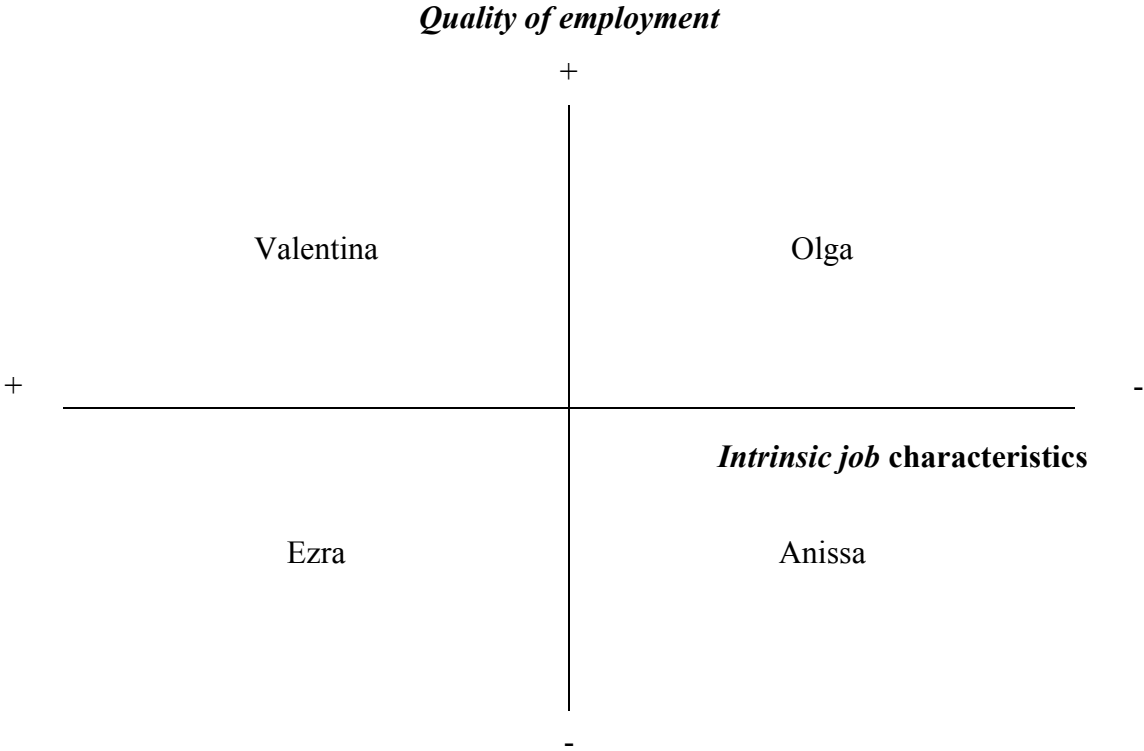 Quality of employment
+
Valentina Olga
+ -
Intrinsic job characteristics
Ezra Anissa
-